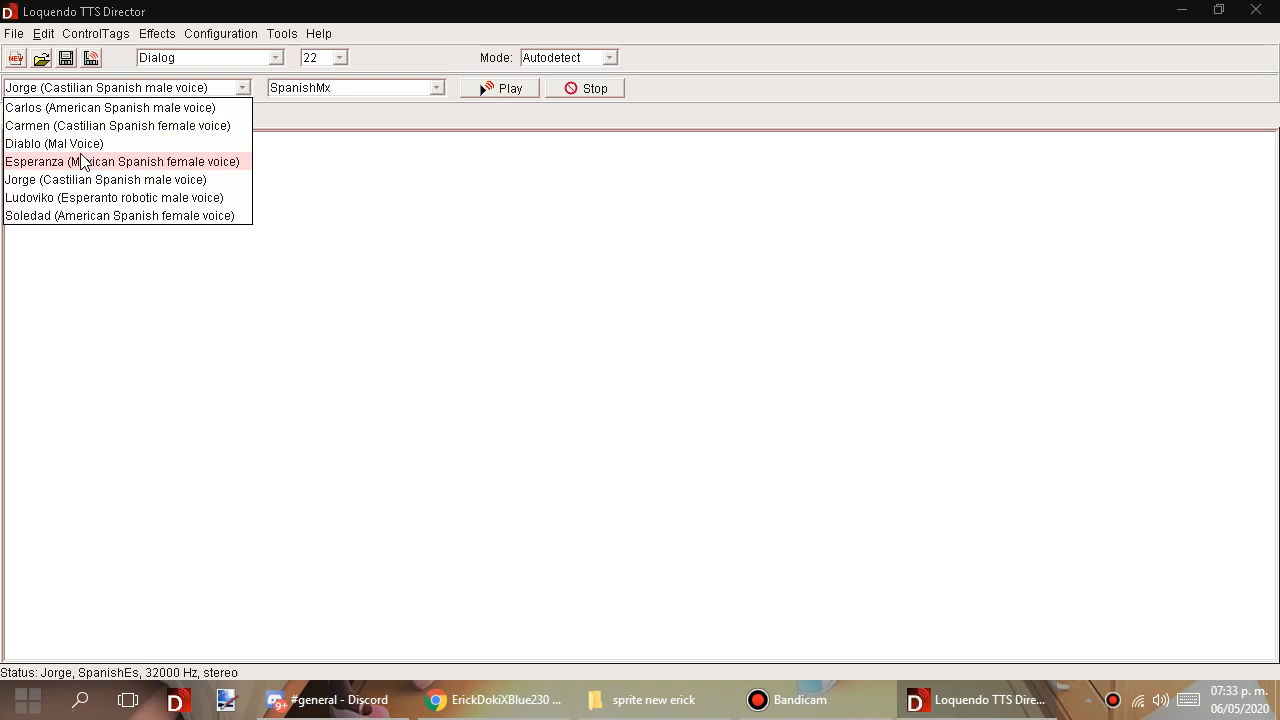 Loquendo TTS Director
File Edit ControlTags Effects Configuration Tools Help
NEW Dialog 22 Mode: Autodetect
Jorge (Castilian Spanish male voice) SpanishMx Play Stop
Carlos (American Spanish male voice)
Carmen (Castilian Spanish female voice)
Diablo (Mal Voice)
Esperanza (Mexican Spanish female voice)
Jorge (Castilian Spanish male voice)
Ludoviko (Esperanto robotic male voice)
Soledad (American Spanish female voice)
Status: Jorge, SpanishEs, 32000 Hz, stereo
#general - Discord ErickDokiXBlue230 ... sprite new erick Bandicam Loquendo TTS Dire... 07:33 p. m.
06/05/2020